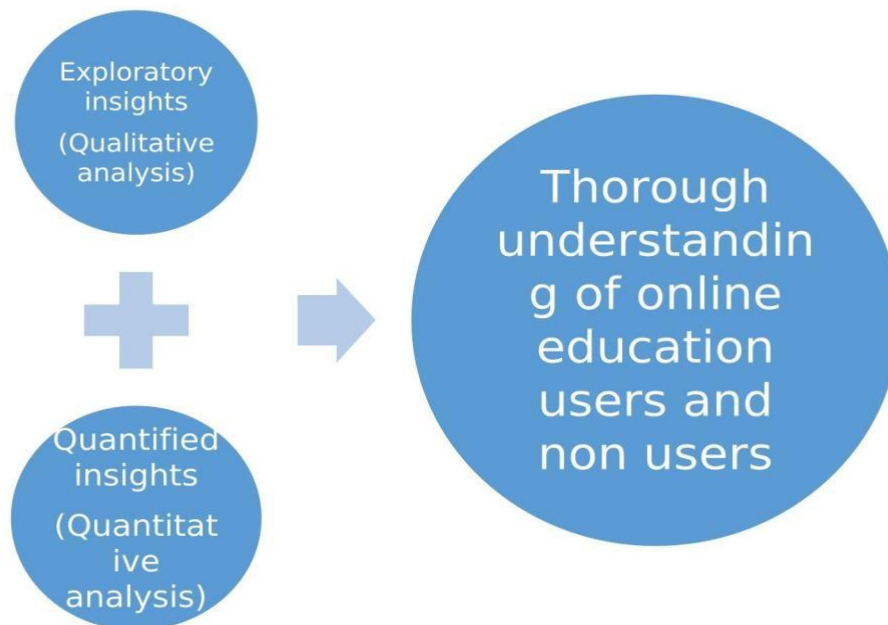 Exploratory
insights
(Qualitative
analysis)
Quantified
insights
(Quantitat
ive
analysis)
Thorough
understandin
g of online
education
users and
non users